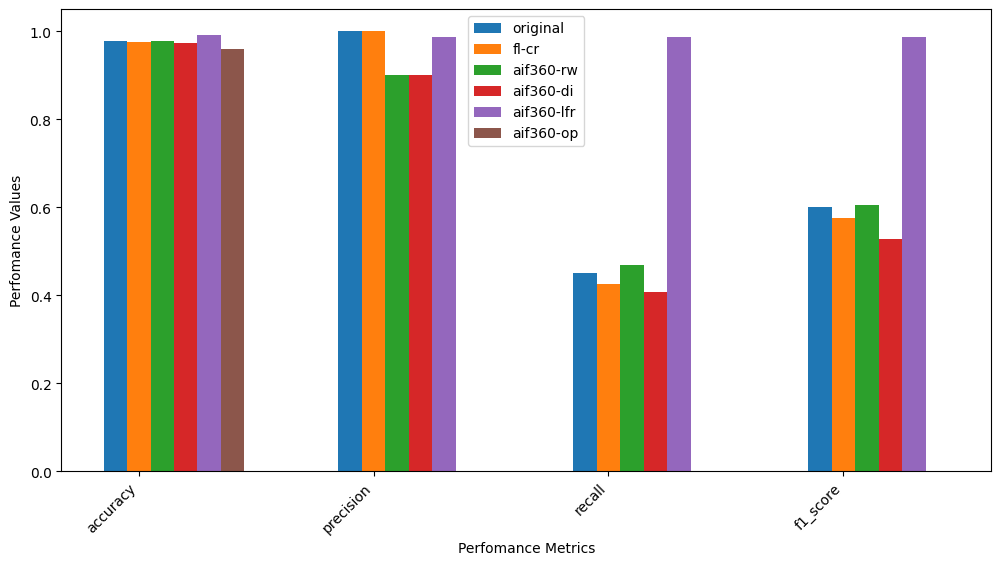 1.0
0.8
0.6
0.4
0.2
0.0
Perfomance Values
original
fl-cr
aif360-rw
aif360-di
aif360-lfr
aif360-op
accuracy
precision
recall
f1_score
Perfomance Metrics